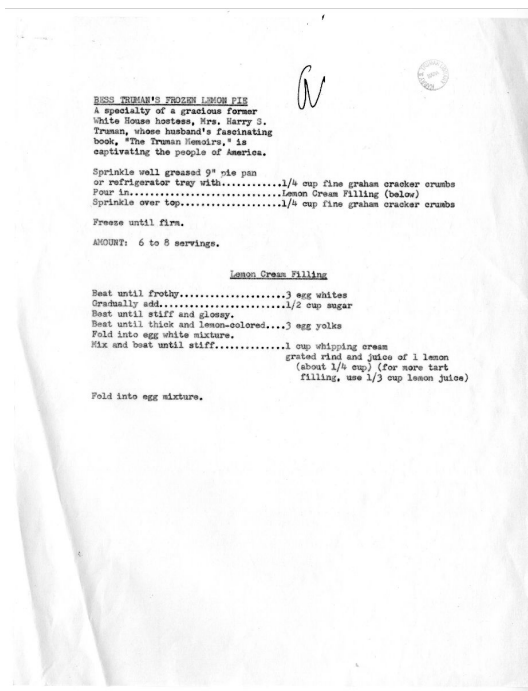 BESS TRUMAN'S FROZEN LEMON PIE
A specialty of a gracious former
White House hostess, Mrs. Harry S.
Truman, whose husband's fascinating
book, "The Truman Memoirs," is
captivating the people of America.
Sprinkle well greased 9" pie pan
or refrigerator tray with...........1/4 cup fine graham cracker crumbs
Pour in.............................Lemon Cream Filling (below)
Sprinkle over top...................1/4 cup fine graham cracker crumbs
Freeze until firm.
AMOUNT: 6 to 8 servings.
Lemon Cream Filling
Beat until frothy....................3 egg whites
Gradually add........................1/2 cup sugar
Beat until stiff and glossy.
Beat until thick and lemon-colored....3 egg yolks
Fold into egg white mixture.
Mix and beat until stiff.............1 cup whipping cream
grated rind and juice of 1 lemon
(about 1/4 cup) (for more tart
filling, use 1/3 cup lemon juice)
Fold into egg mixture.